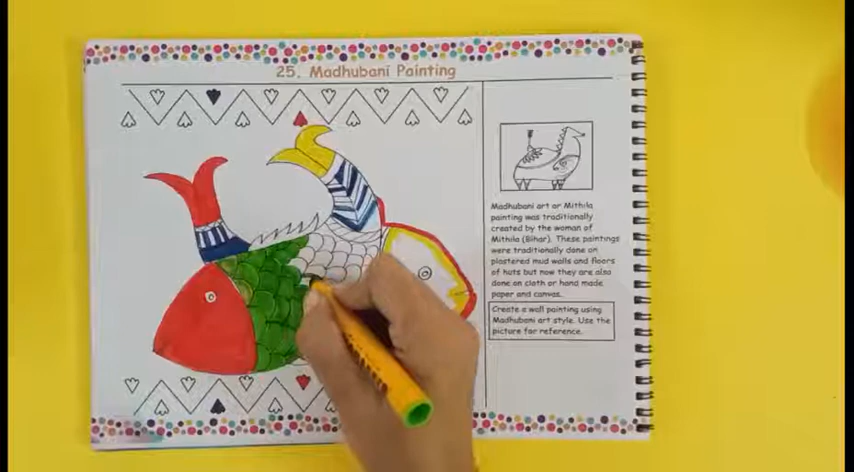 25. Madhubani Painting
Madhubani art or Mithila
painting was traditionally
created by the woman of
Mithila (Bihar). These paintings
were traditionally done on
plastered mud walls and floors
of huts but now they are also
done on cloth or hand made
paper and canvas.
Create a wall painting using
Madhubani art style. Use the
picture for reference.